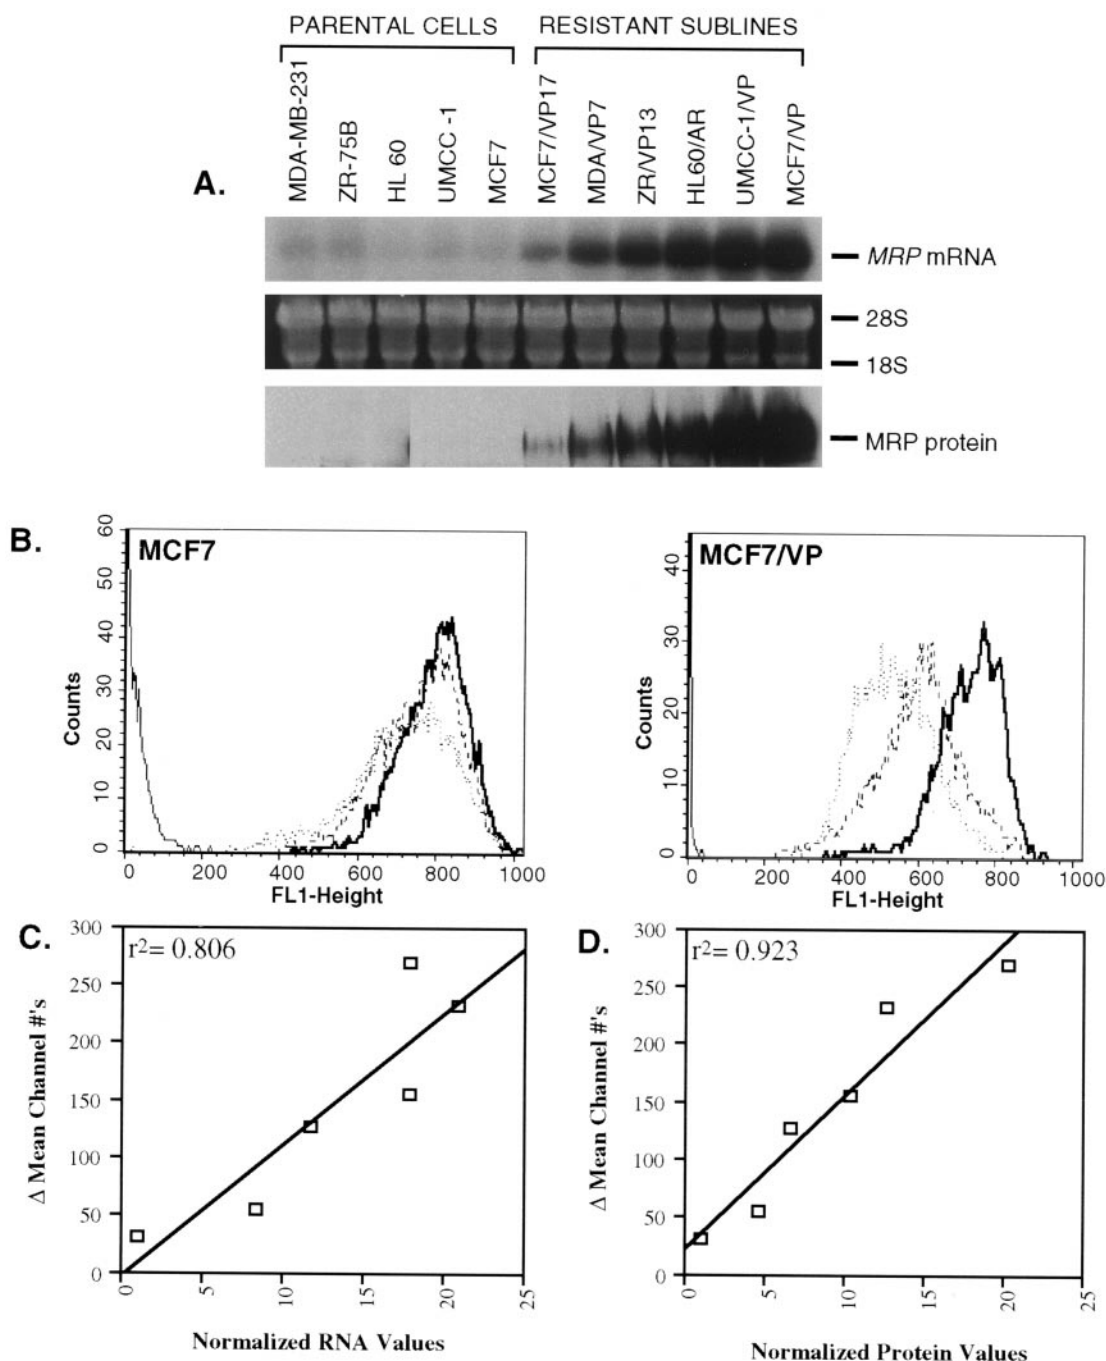 PARENTAL CELLS RESISTANT SUBLINES
MDA-MB-231
ZR-75B
HL 60
UMCC -1
MCF7
MCF7/VP17
MDA/VP7
ZR/VP13
HL60/AR
UMCC-1/VP
MCF7/VP
A.
MRP mRNA
28S
18S
MRP protein
B.
MCF7
60
50
40
30
20
10
0
Counts
0 200 400 600 800 1000
FL1-Height
MCF7/VP
40
30
20
10
0
Counts
0 200 400 600 800 1000
FL1-Height
C.
r²= 0.806
300
250
200
150
100
50
0
Δ Mean Channel #'s
0 5 10 15 20 25
Normalized RNA Values
D.
r²= 0.923
300
250
200
150
100
50
0
Δ Mean Channel #'s
0 5 10 15 20 25
Normalized Protein Values